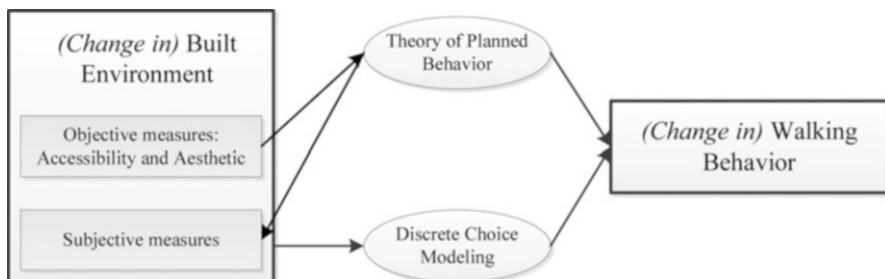 (Change in) Built
Environment
Objective measures:
Accessibility and Aesthetic
Subjective measures
Theory of Planned
Behavior
Discrete Choice
Modeling
(Change in) Walking
Behavior